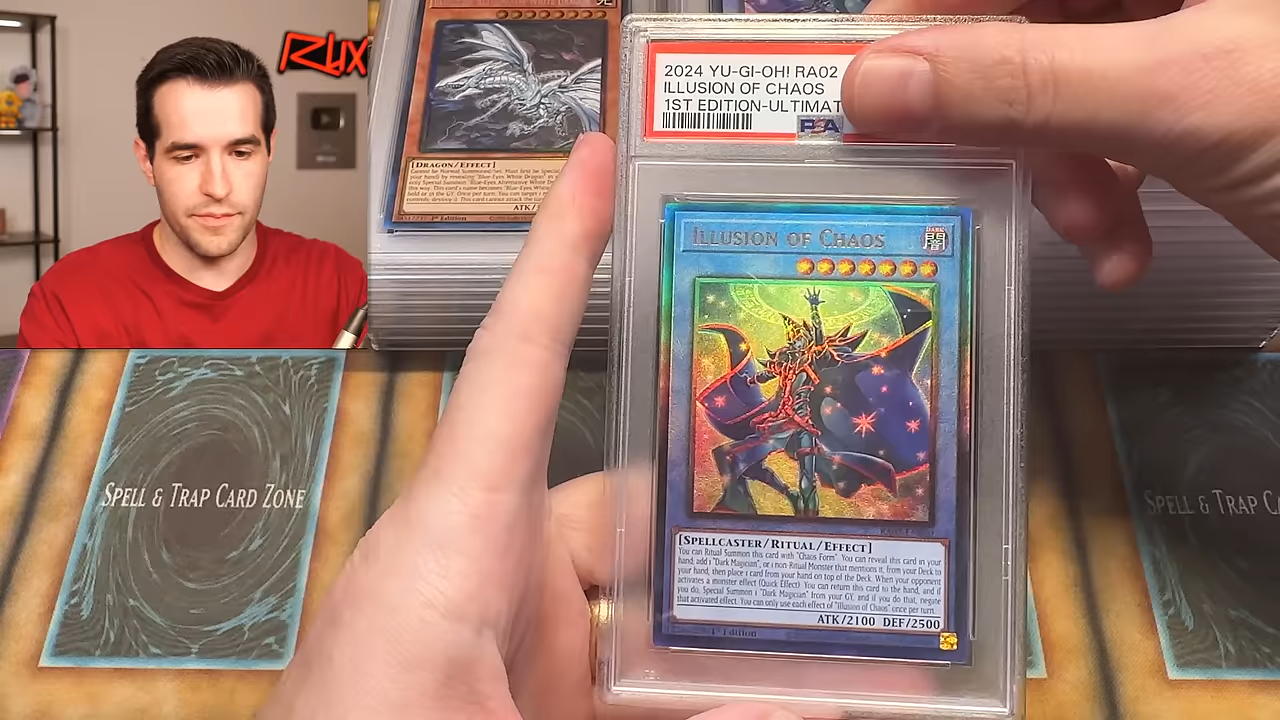 Rux
[DRAGON/EFFECT]
1st Edition
ATK/
2024 YU-GI-OH! RA02
ILLUSION OF CHAOS
1ST EDITION-ULTIMAT
PSA
ILLUSION OF CHAOS
DARK
闇
[SPELLCASTER/RITUAL/EFFECT]
You can Ritual Summon this card with "Chaos Form". You can reveal this card in your
hand; add 1 "Dark Magician", or 1 non-Ritual Monster that mentions it, from your Deck to
your hand, then place 1 card from your hand on top of the Deck. When your opponent
activates a monster effect (Quick Effect): You can return this card to the hand, and if
you do, Special Summon 1 "Dark Magician" from your GY, and if you do that, negate
that activated effect. You can only use each effect of "Illusion of Chaos" once per turn.
ATK/2100 DEF/2500
1st Edition
SPELL & TRAP CARD ZONE
SPELL & TRAP CA